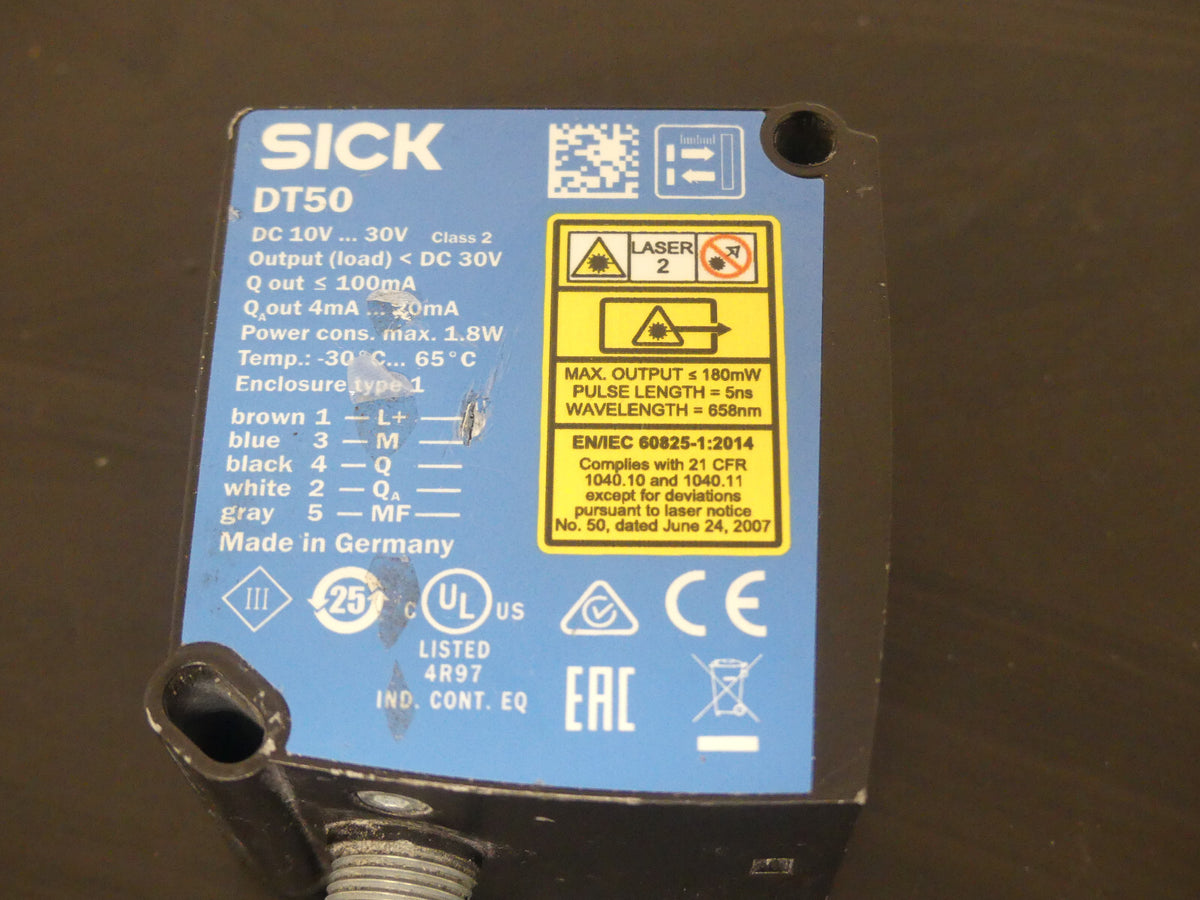 SICK
DT50
DC 10V ... 30V Class 2
Output (load) < DC 30V
Q out ≤ 100mA
QA out 4mA ... 20mA
Power cons. max. 1.8W
Temp.: -30°C... 65°C
Enclosure type 1
brown 1 — L+ —
blue 3 — M —
black 4 — Q —
white 2 — QA —
gray 5 — MF —
Made in Germany
LASER
2
MAX. OUTPUT ≤ 180mW
PULSE LENGTH = 5ns
WAVELENGTH = 658nm
EN/IEC 60825-1:2014
Complies with 21 CFR
1040.10 and 1040.11
except for deviations
pursuant to laser notice
No. 50, dated June 24, 2007
III
25
C UL US
LISTED
4R97
IND. CONT. EQ
CE
EAC